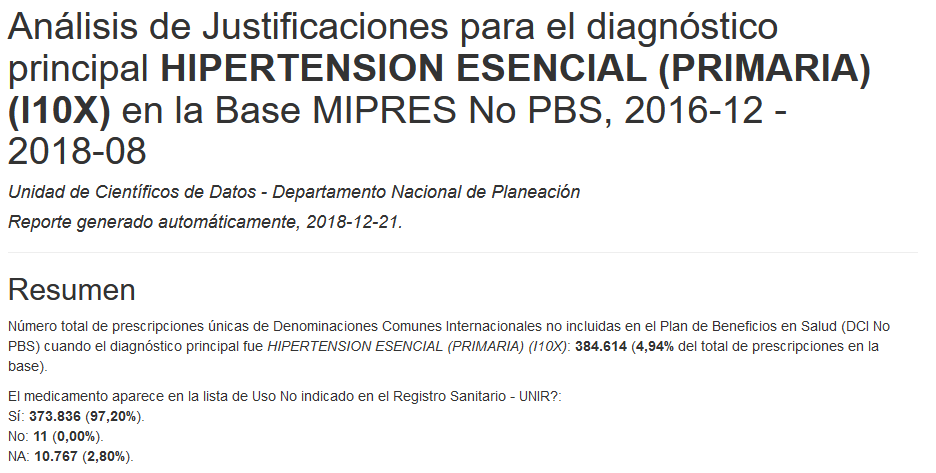 Análisis de Justificaciones para el diagnóstico
principal HIPERTENSION ESENCIAL (PRIMARIA)
(I10X) en la Base MIPRES No PBS, 2016-12 -
2018-08
Unidad de Científicos de Datos - Departamento Nacional de Planeación
Reporte generado automáticamente, 2018-12-21.
Resumen
Número total de prescripciones únicas de Denominaciones Comunes Internacionales no incluidas en el Plan de Beneficios en Salud (DCI No
PBS) cuando el diagnóstico principal fue HIPERTENSION ESENCIAL (PRIMARIA) (I10X): 384.614 (4,94% del total de prescripciones en la
base).
El medicamento aparece en la lista de Uso No indicado en el Registro Sanitario - UNIR?:
Sí: 373.836 (97,20%).
No: 11 (0,00%).
NA: 10.767 (2,80%).